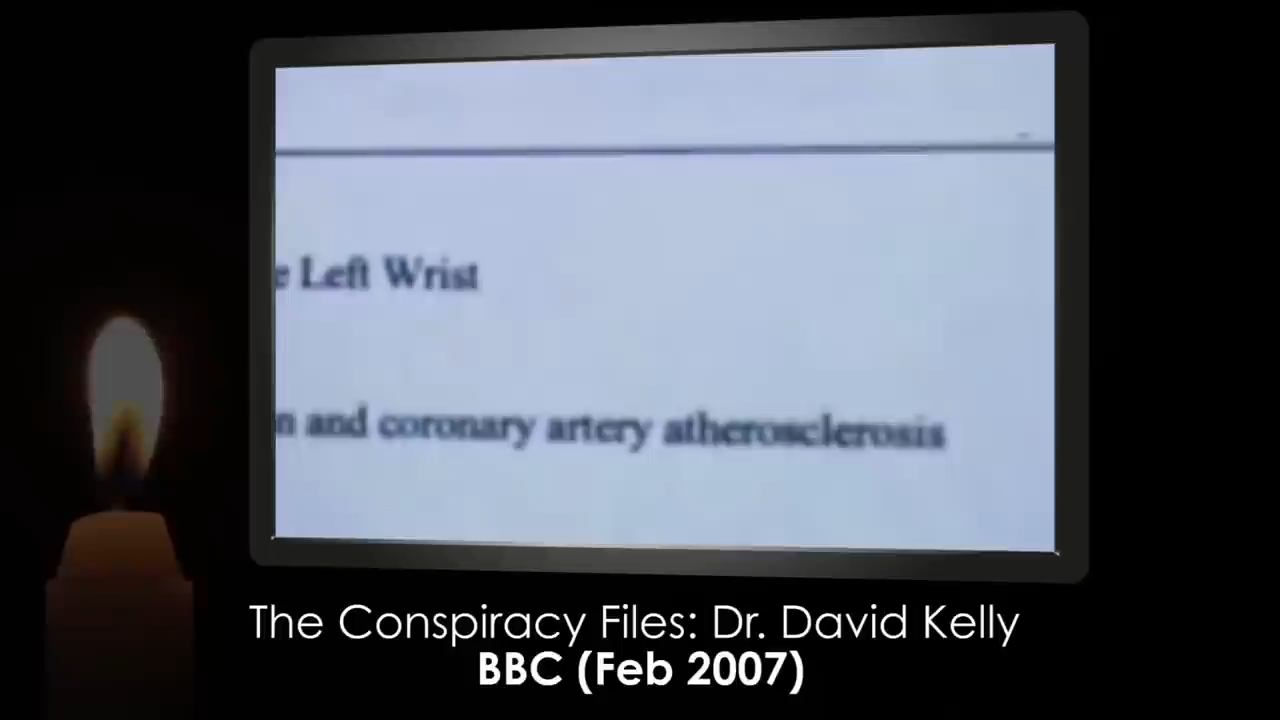 e Left Wrist
n and coronary artery atherosclerosis
The Conspiracy Files: Dr. David Kelly
BBC (Feb 2007)